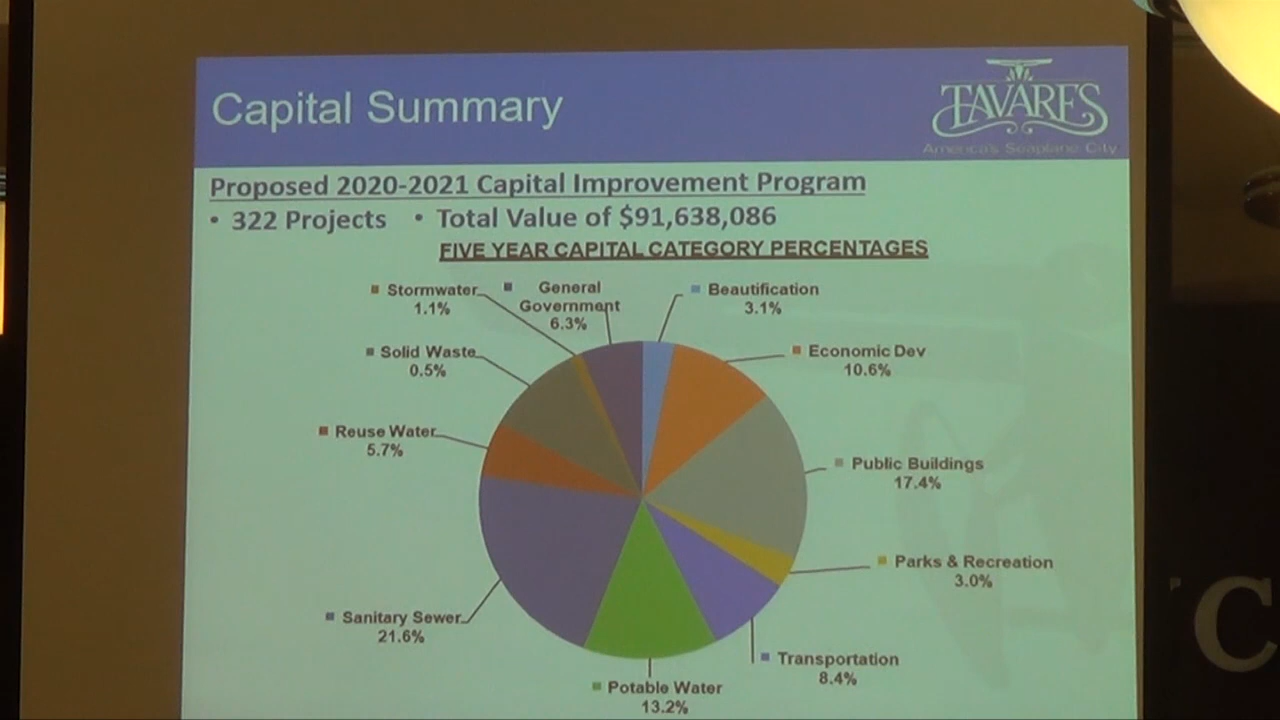 Capital Summary
TAVARES
America's Seaplane City
Proposed 2020-2021 Capital Improvement Program
• 322 Projects • Total Value of $91,638,086
FIVE YEAR CAPITAL CATEGORY PERCENTAGES
Stormwater
1.1%
General
Government
6.3%
Beautification
3.1%
Solid Waste
0.5%
Economic Dev
10.6%
Reuse Water
5.7%
Public Buildings
17.4%
Parks & Recreation
3.0%
Sanitary Sewer
21.6%
Transportation
8.4%
Potable Water
13.2%
C